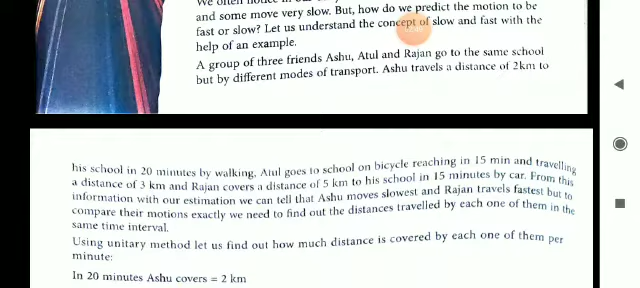 We often notice in our
and some move very slow. But, how do we predict the motion to be
fast or slow? Let us understand the concept of slow and fast with the
help of an example.
A group of three friends Ashu, Atul and Rajan go to the same school
but by different modes of transport. Ashu travels a distance of 2km to
his school in 20 minutes by walking, Atul goes to school on bicycle reaching in 15 min and travelling
a distance of 3 km and Rajan covers a distance of 5 km to his school in 15 minutes by car. From this
information with our estimation we can tell that Ashu moves slowest and Rajan travels fastest but to
compare their motions exactly we need to find out the distances travelled by each one of them in the
same time interval.
Using unitary method let us find out how much distance is covered by each one of them per
minute:
In 20 minutes Ashu covers = 2 km